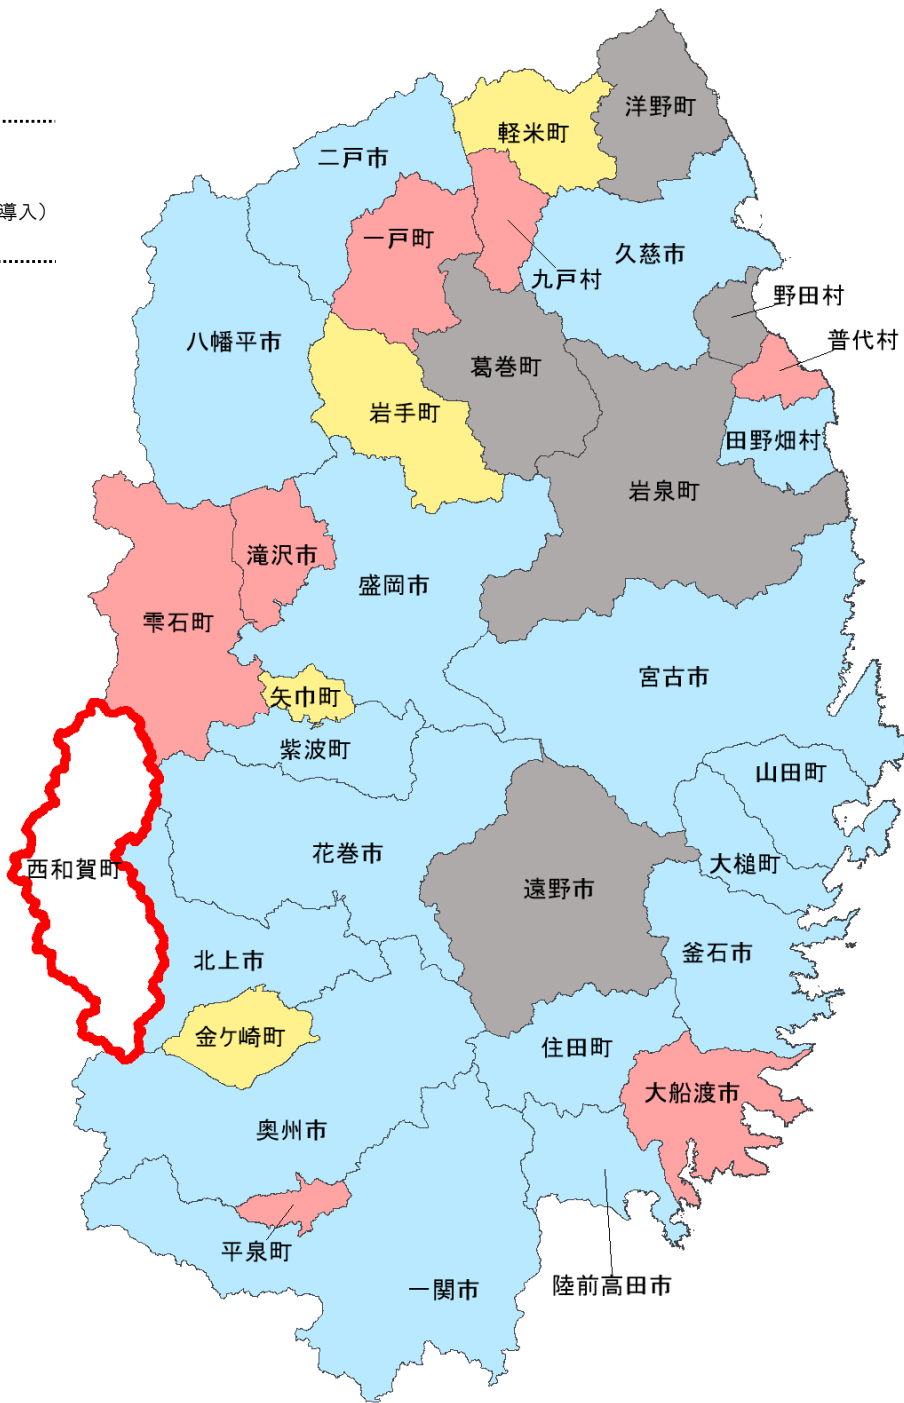 洋野町
軽米町
二戸市
導入）
一戸町
久慈市
九戸村
野田村
普代村
八幡平市
葛巻町
岩手町
田野畑村
岩泉町
滝沢市
盛岡市
雫石町
宮古市
矢巾町
紫波町
山田町
花巻市
大槌町
西和賀町
遠野市
釜石市
北上市
金ケ崎町
住田町
大船渡市
奥州市
平泉町
陸前高田市
一関市